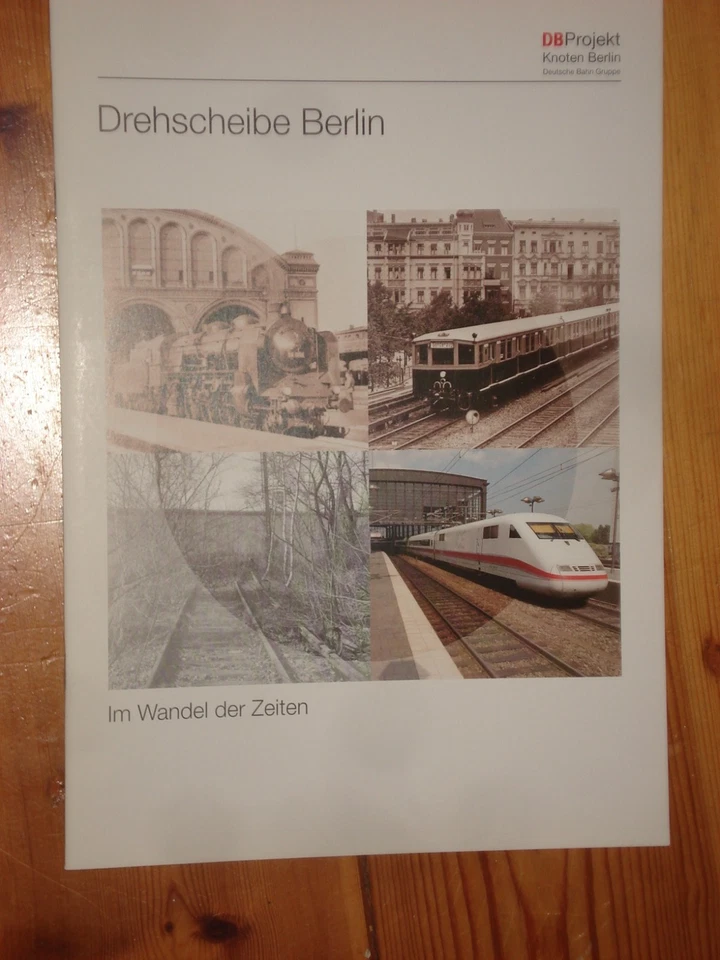 DBProjekt
Knoten Berlin
Deutsche Bahn Gruppe
Drehscheibe Berlin
Im Wandel der Zeiten